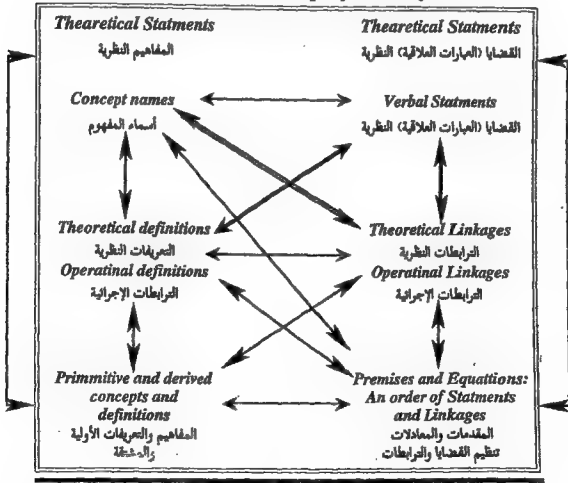 Thearetical Statments
المفاهيم النظرية
Thearetical Statments
القضايا (العبارات العلاقية) النظرية
Concept names
أسماء المفهوم
Verbal Statments
القضايا (العبارات العلاقية) النظرية
Theoretical definitions
التعريفات النظرية
Operatinal definitions
الترابطات الإجرائية
Theoretical Linkages
الترابطات النظرية
Operatinal Linkages
الترابطات الإجرائية
Primmitive and derived
concepts and
definitions
المفاهيم والتعريفات الأولية
والمشتقة
Premises and Equattions:
An order of Statments
and Linkages
المقدمات والمعادلات
تنظيم القضايا والترابطات